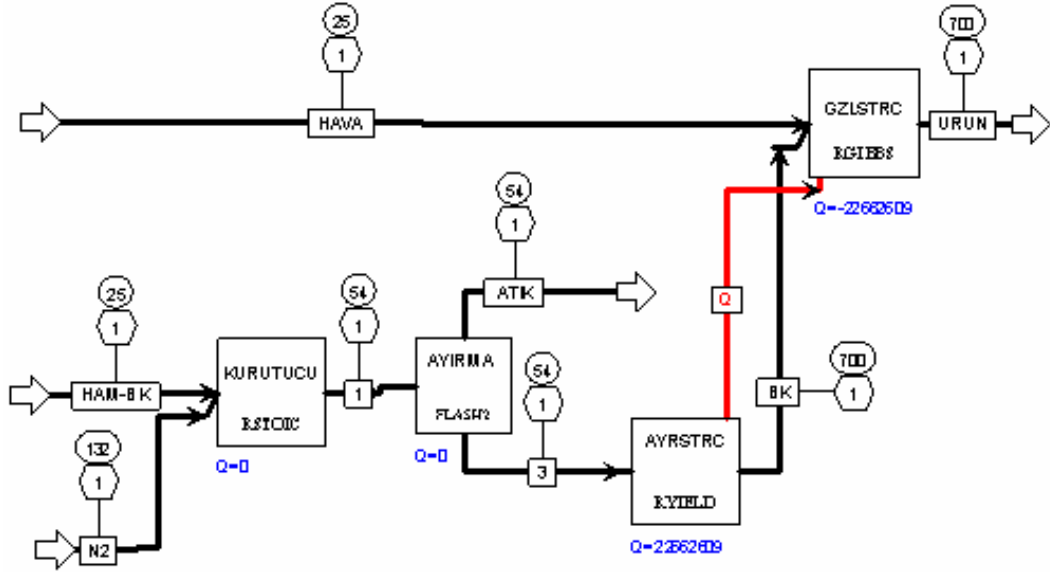 25
1
HAVA
700
1
GZLSTRC
RGIBBS
URUN
Q=-22662609
54
1
ATIK
25
1
HAM-BK
KURUTUCU
RSTOIC
Q=0
54
1
1
AYIRMA
FLASH2
Q=0
54
1
3
Q
AYRSTRC
RYIELD
Q=22662609
BK
700
1
132
1
N2